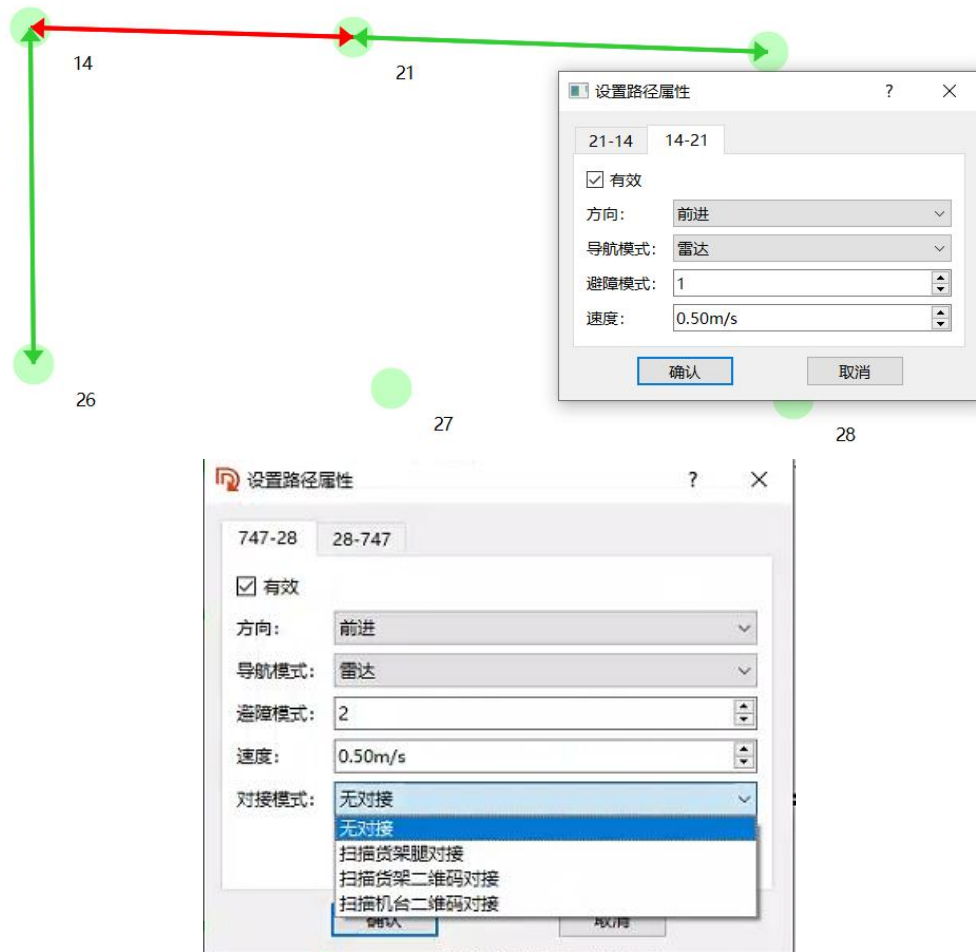 14
21
设置路径属性 ?
21-14 14-21
有效
方向: 前进
导航模式: 雷达
避障模式: 1
速度: 0.50m/s
确认 取消
26
27
28
设置路径属性 ?
747-28 28-747
有效
方向: 前进
导航模式: 雷达
避障模式: 2
速度: 0.50m/s
对接模式: 无对接
无对接
扫描货架腿对接
扫描货架二维码对接
扫描机台二维码对接
确认 取消